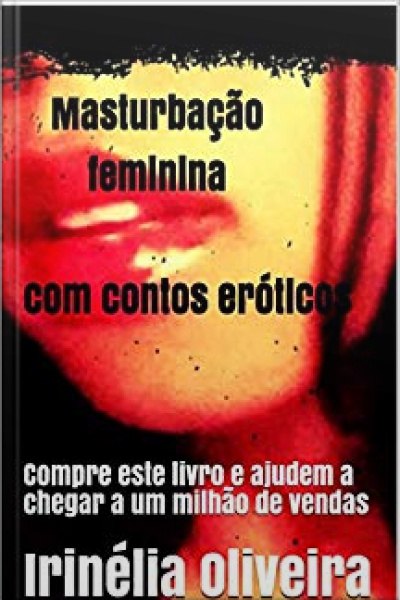 Masturbação
feminina
com contos eróticos
Compre este livro e ajudem a
chegar a um milhão de vendas
Irinélia Oliveira